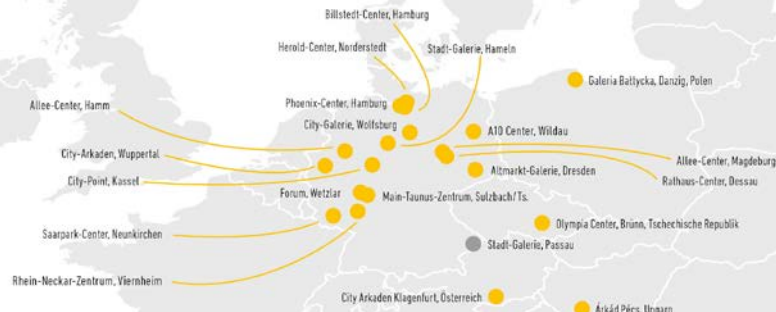 Billstedt-Center, Hamburg
Herold-Center, Norderstedt
Stadt-Galerie, Hameln
Galeria Bałtycka, Danzig, Polen
Allee-Center, Hamm
Phoenix-Center, Hamburg
City-Galerie, Wolfsburg
A10 Center, Wildau
City-Arkaden, Wuppertal
Allee-Center, Magdeburg
City-Point, Kassel
Altmarkt-Galerie, Dresden
Rathaus-Center, Dessau
Forum, Wetzlar
Main-Taunus-Zentrum, Sulzbach/Ts.
Olympia Center, Brünn, Tschechische Republik
Saarpark-Center, Neunkirchen
Stadt-Galerie, Passau
Rhein-Neckar-Zentrum, Viernheim
City Arkaden Klagenfurt, Österreich
Árkád Pécs, Ungarn